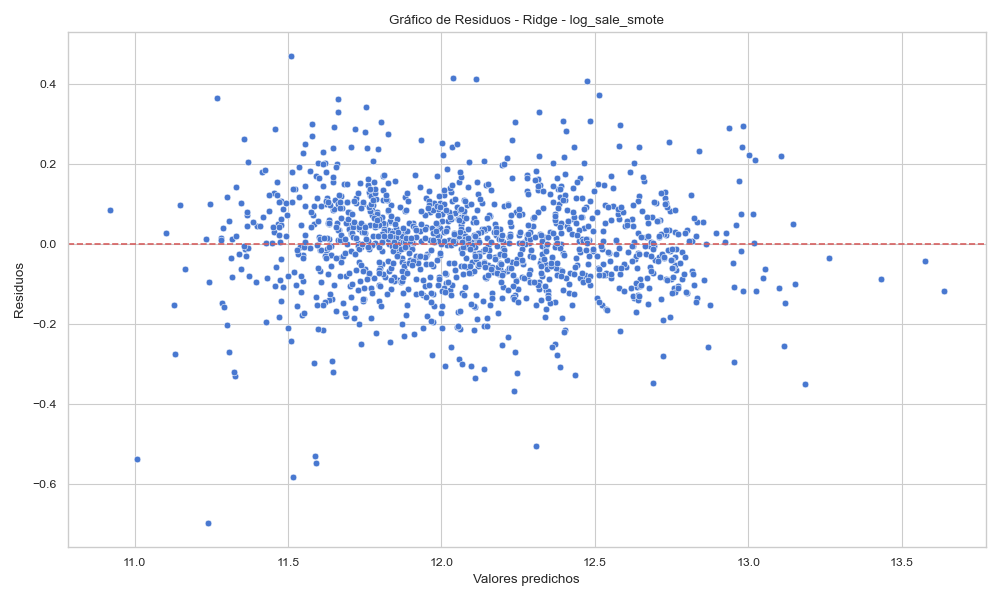 Gráfico de Residuos - Ridge - log_sale_smote
Residuos
0.4
0.2
0.0
−0.2
−0.4
−0.6
11.0 11.5 12.0 12.5 13.0 13.5
Valores predichos